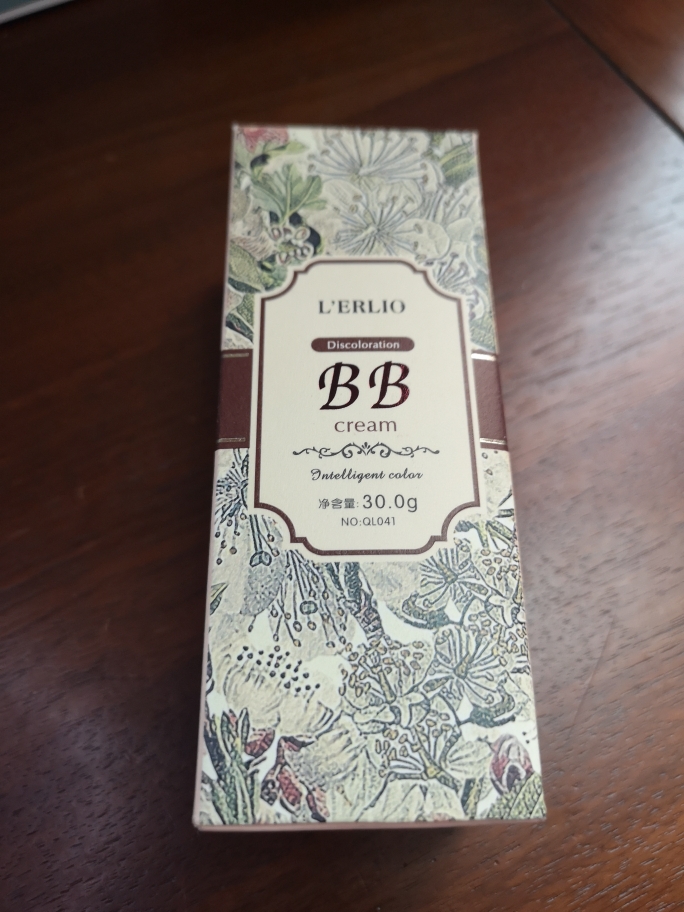 L'ERLIO
Discoloration
BB
cream
Intelligent color
净含量:30.0g
NO:QL041